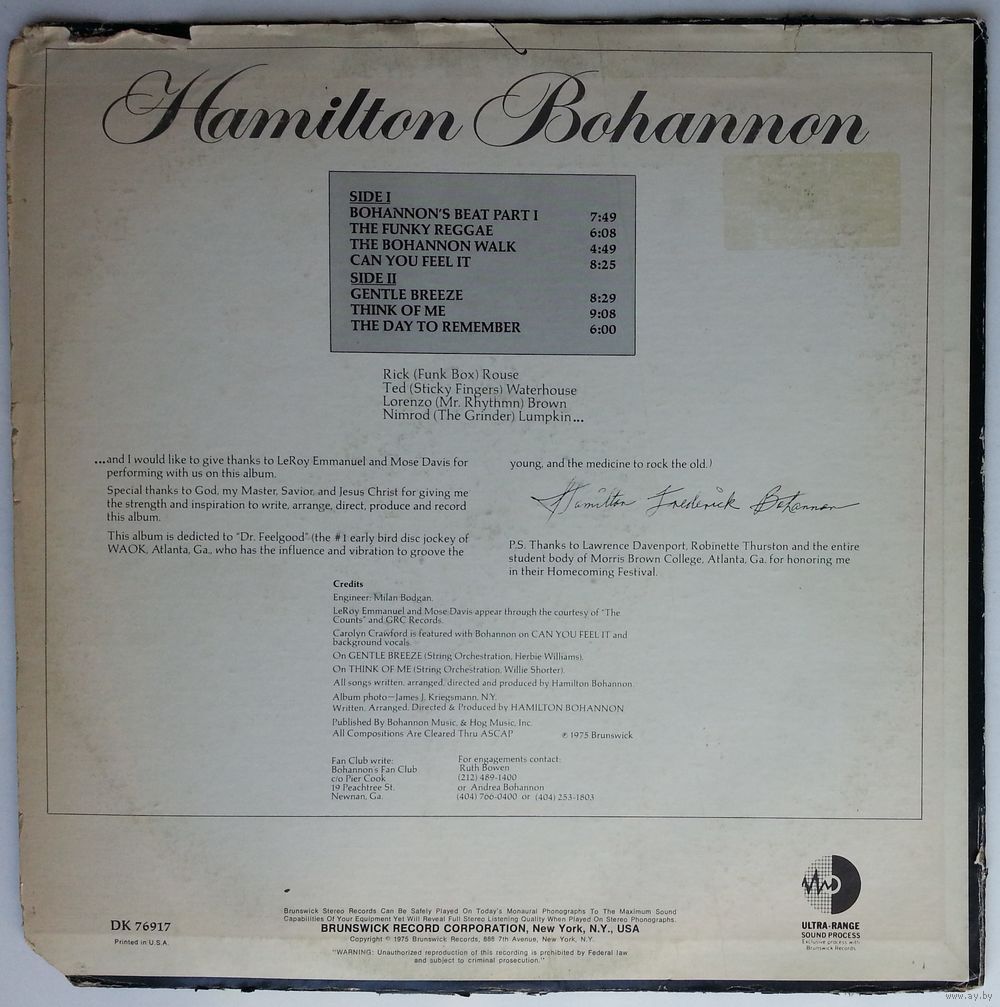 Hamilton Bohannon
SIDE I
BOHANNON'S BEAT PART I 7:49
THE FUNKY REGGAE 6:08
THE BOHANNON WALK 4:49
CAN YOU FEEL IT 8:25
SIDE II
GENTLE BREEZE 8:29
THINK OF ME 9:08
THE DAY TO REMEMBER 6:00
Rick (Funk Box) Rouse
Ted (Sticky Fingers) Waterhouse
Lorenzo (Mr. Rhythmn) Brown
Nimrod (The Grinder) Lumpkin...
...and I would like to give thanks to LeRoy Emmanuel and Mose Davis for
performing with us on this album.
Special thanks to God, my Master, Savior, and Jesus Christ for giving me
the strength and inspiration to write, arrange, direct, produce and record
this album.
This album is dedicted to "Dr. Feelgood" (the #1 early bird disc jockey of
WAOK, Atlanta, Ga., who has the influence and vibration to groove the
young, and the medicine to rock the old.)
Hamilton Frederick Bohannon
P.S. Thanks to Lawrence Davenport, Robinette Thurston and the entire
student body of Morris Brown College, Atlanta, Ga. for honoring me
in their Homecoming Festival.
Credits
Engineer: Milan Bodgan.
LeRoy Emmanuel and Mose Davis appear through the courtesy of "The
Counts" and GRC Records.
Carolyn Crawford is featured with Bohannon on CAN YOU FEEL IT and
background vocals.
On GENTLE BREEZE (String Orchestration, Herbie Williams).
On THINK OF ME (String Orchestration, Willie Shorter).
All songs written, arranged, directed and produced by Hamilton Bohannon.
Album photo—James J. Kriegsmann, N.Y.
Written, Arranged, Directed & Produced by HAMILTON BOHANNON
Published By Bohannon Music, & Hog Music, Inc.
All Compositions Are Cleared Thru ASCAP ℗ 1975 Brunswick
Fan Club write:
Bohannon's Fan Club
c/o Pier Cook
19 Peachtree St.
Newnan, Ga.
For engagements contact:
Ruth Bowen
(212) 489-1400
or Andrea Bohannon
(404) 766-0400 or (404) 253-1803
DK 76917
Printed in U.S.A.
Brunswick Stereo Records Can Be Safely Played On Today's Monaural Phonographs To The Maximum Sound
Capabilities Of Your Equipment Yet Will Reveal Full Stereo Listening Quality When Played On Stereo Phonographs.
BRUNSWICK RECORD CORPORATION, New York, N.Y., USA
Copyright © 1975 Brunswick Records, 888 7th Avenue, New York, N.Y.
"WARNING: Unauthorized reproduction of this recording is prohibited by Federal law
and subject to criminal prosecution."
ULTRA-RANGE
SOUND PROCESS
Exclusive process with
Brunswick Records
www.ay.by